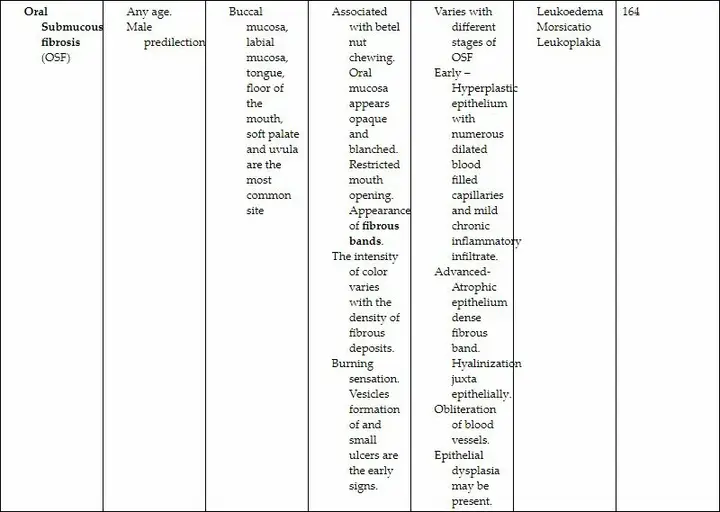 Oral
Submucous
fibrosis
(OSF)
Any age.
Male
predilection
Buccal
mucosa,
labial
mucosa,
tongue,
floor of
the
mouth,
soft palate
and uvula
are the
most
common
site
Associated
with betel
nut
chewing.
Oral
mucosa
appears
opaque
and
blanched.
Restricted
mouth
opening.
Appearance
of fibrous
bands.
The intensity
of color
varies
with the
density of
fibrous
deposits.
Burning
sensation.
Vesicles
formation
of and
small
ulcers are
the early
signs.
Varies with
different
stages of
OSF
Early –
Hyperplastic
epithelium
with
numerous
dilated
blood
filled
capillaries
and mild
chronic
inflammatory
infiltrate.
Advanced-
Atrophic
epithelium
dense
fibrous
band.
Hyalinization
juxta
epithelially.
Obliteration
of blood
vessels.
Epithelial
dysplasia
may be
present.
Leukoedema
Morsicatio
Leukoplakia
164